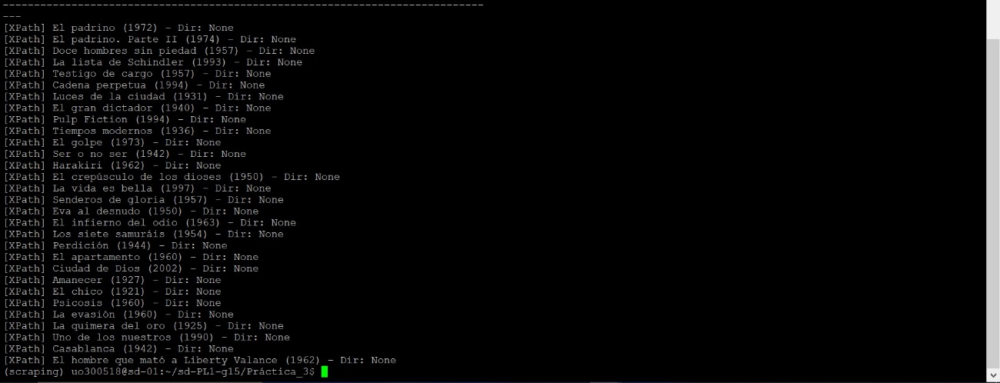 -----------------------------------------------------------------------------
---
[XPath] El padrino (1972) - Dir: None
[XPath] El padrino. Parte II (1974) - Dir: None
[XPath] Doce hombres sin piedad (1957) - Dir: None
[XPath] La lista de Schindler (1993) - Dir: None
[XPath] Testigo de cargo (1957) - Dir: None
[XPath] Cadena perpetua (1994) - Dir: None
[XPath] Luces de la ciudad (1931) - Dir: None
[XPath] El gran dictador (1940) - Dir: None
[XPath] Pulp Fiction (1994) - Dir: None
[XPath] Tiempos modernos (1936) - Dir: None
[XPath] El golpe (1973) - Dir: None
[XPath] Ser o no ser (1942) - Dir: None
[XPath] Harakiri (1962) - Dir: None
[XPath] El crepúsculo de los dioses (1950) - Dir: None
[XPath] La vida es bella (1997) - Dir: None
[XPath] Senderos de gloria (1957) - Dir: None
[XPath] Eva al desnudo (1950) - Dir: None
[XPath] El infierno del odio (1963) - Dir: None
[XPath] Los siete samuráis (1954) - Dir: None
[XPath] Perdición (1944) - Dir: None
[XPath] El apartamento (1960) - Dir: None
[XPath] Ciudad de Dios (2002) - Dir: None
[XPath] Amanecer (1927) - Dir: None
[XPath] El chico (1921) - Dir: None
[XPath] Psicosis (1960) - Dir: None
[XPath] La evasión (1960) - Dir: None
[XPath] La quimera del oro (1925) - Dir: None
[XPath] Uno de los nuestros (1990) - Dir: None
[XPath] Casablanca (1942) - Dir: None
[XPath] El hombre que mató a Liberty Valance (1962) - Dir: None
(scraping) uo300518@sd-01:~/sd-PL1-g15/Práctica_3$